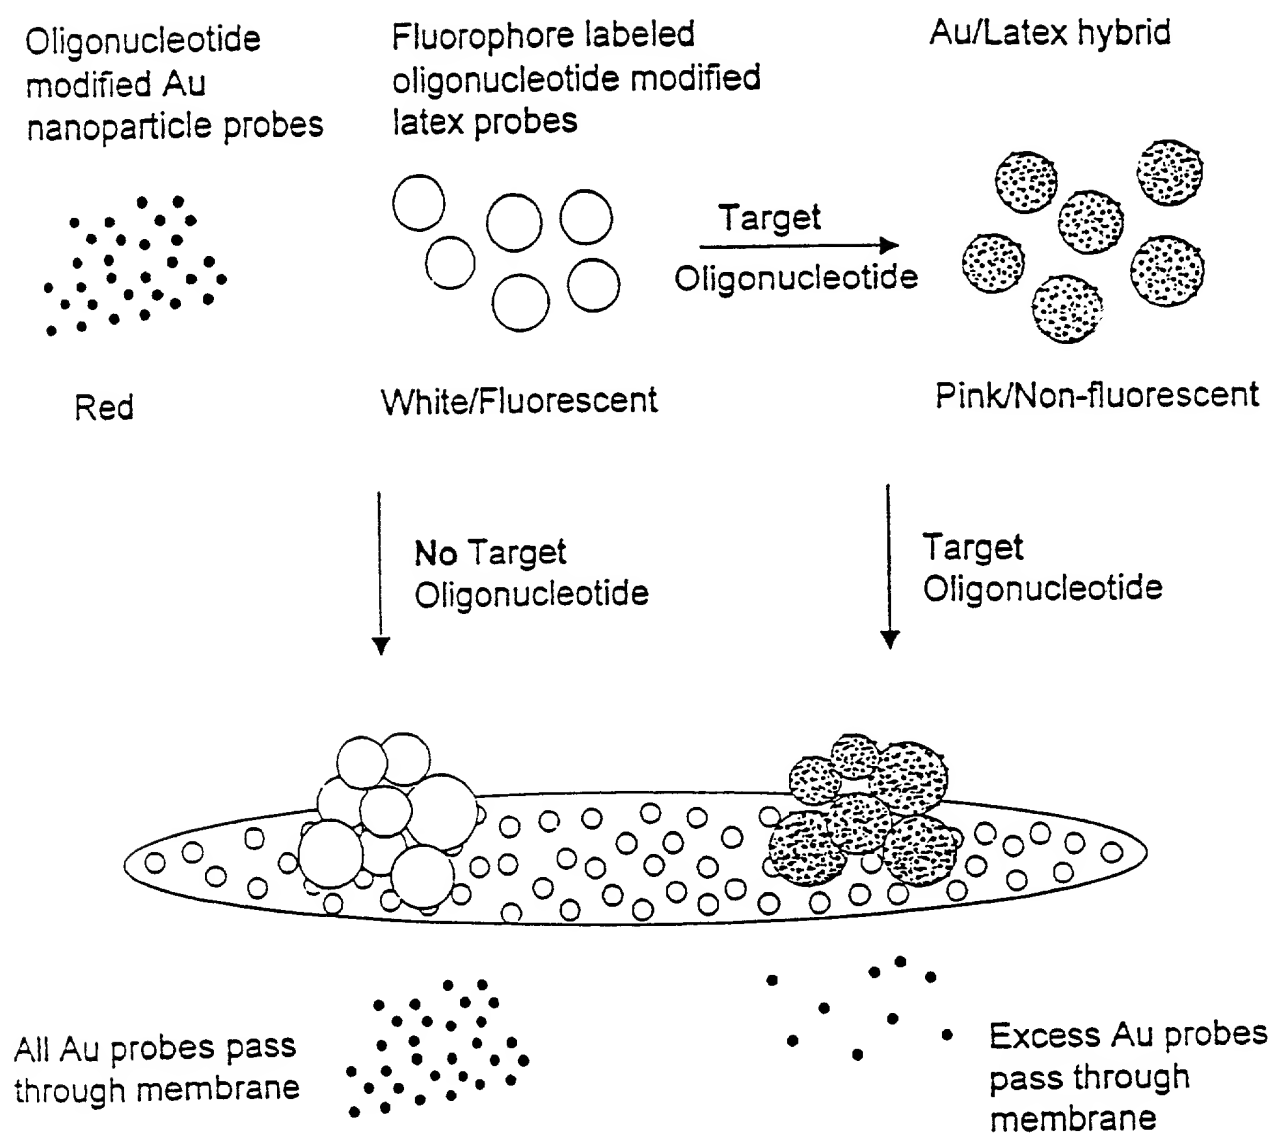 Oligonucleotide
modified Au
nanoparticle probes
Fluorophore labeled
oligonucleotide modified
latex probes
Au/Latex hybrid
Target
Oligonucleotide
Red
White/Fluorescent
Pink/Non-fluorescent
No Target
Oligonucleotide
Target
Oligonucleotide
All Au probes pass
through membrane
Excess Au probes
pass through
membrane